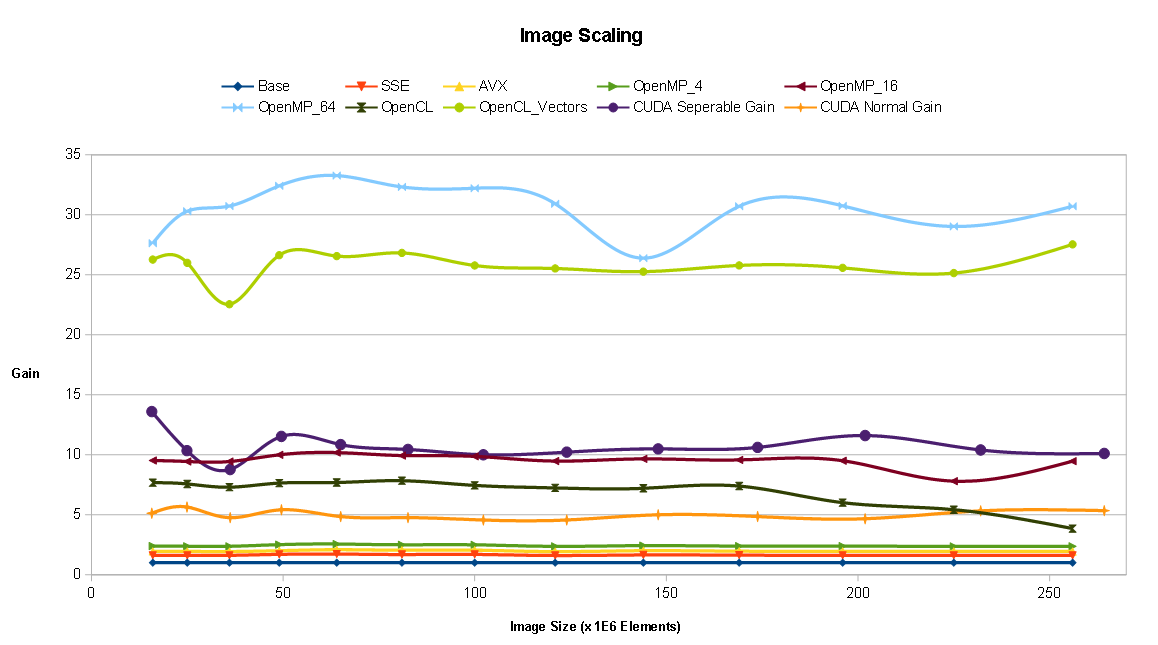 Image Scaling
Base SSE AVX OpenMP_4 OpenMP_16
OpenMP_64 OpenCL OpenCL_Vectors CUDA Seperable Gain CUDA Normal Gain
35
30
25
20
15
10
5
0
Gain
0 50 100 150 200 250
Image Size (x 1E6 Elements)